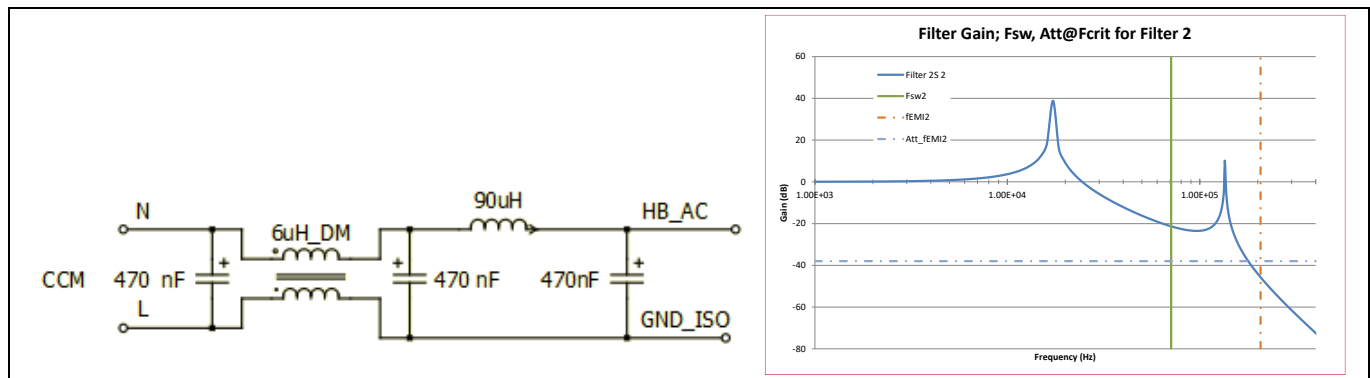 N
90uH
HB_AC
6uH_DM
CCM
470 nF
470 nF
470nF
L
GND_ISO
Filter Gain; Fsw, Att@Fcrit for Filter 2
Gain (dB)
60
40
20
0
-20
-40
-60
-80
Filter 2S 2
Fsw2
fEMI2
Att_fEMI2
1.00E+03
1.00E+04
1.00E+05
Frequency (Hz)